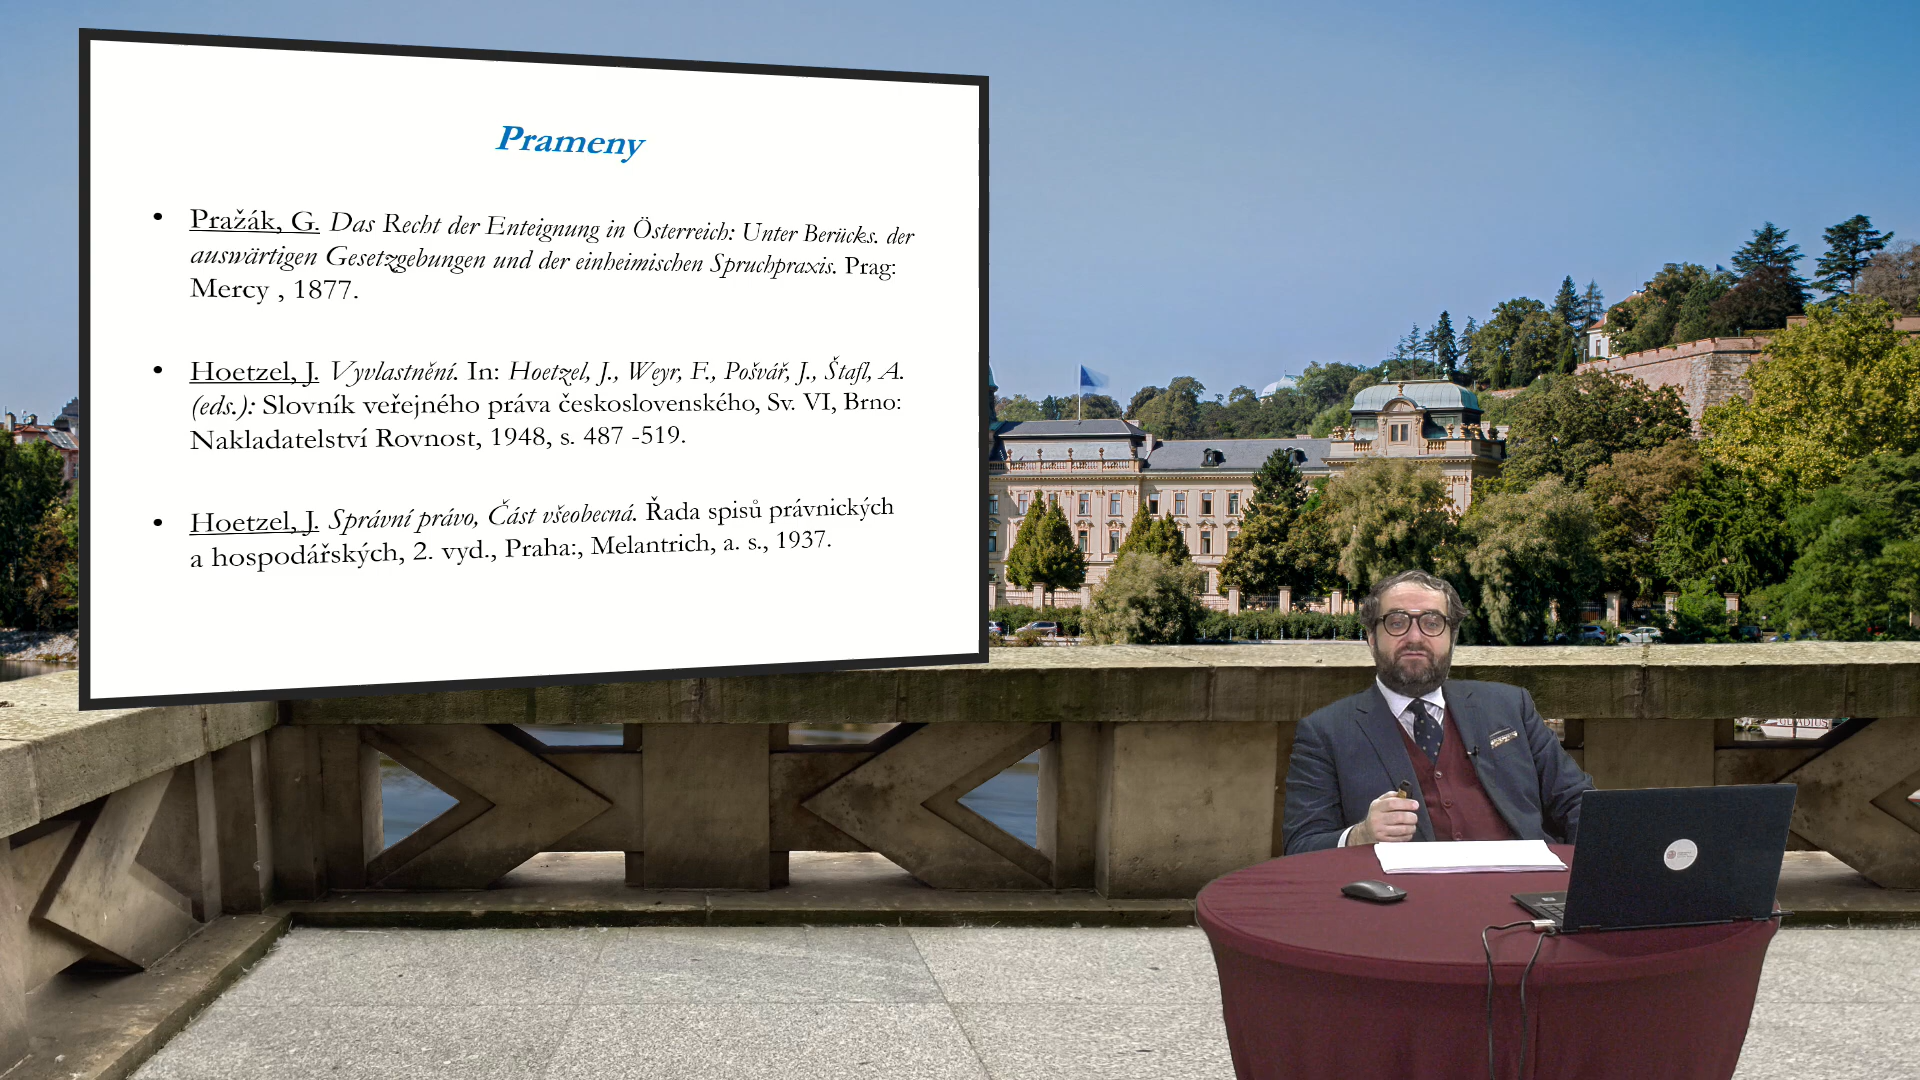 Prameny
• Pražák, G. Das Recht der Enteignung in Österreich: Unter Berücks. der
auswärtigen Gesetzgebungen und der einheimischen Spruchpraxis. Prag:
Mercy , 1877.
• Hoetzel, J. Vyvlastnění. In: Hoetzel, J., Weyr, F., Pošvář, J., Štafl, A.
(eds.): Slovník veřejného práva československého, Sv. VI, Brno:
Nakladatelství Rovnost, 1948, s. 487 -519.
• Hoetzel, J. Správní právo, Část všeobecná. Řada spisů právnických
a hospodářských, 2. vyd., Praha:, Melantrich, a. s., 1937.
GLADIUS